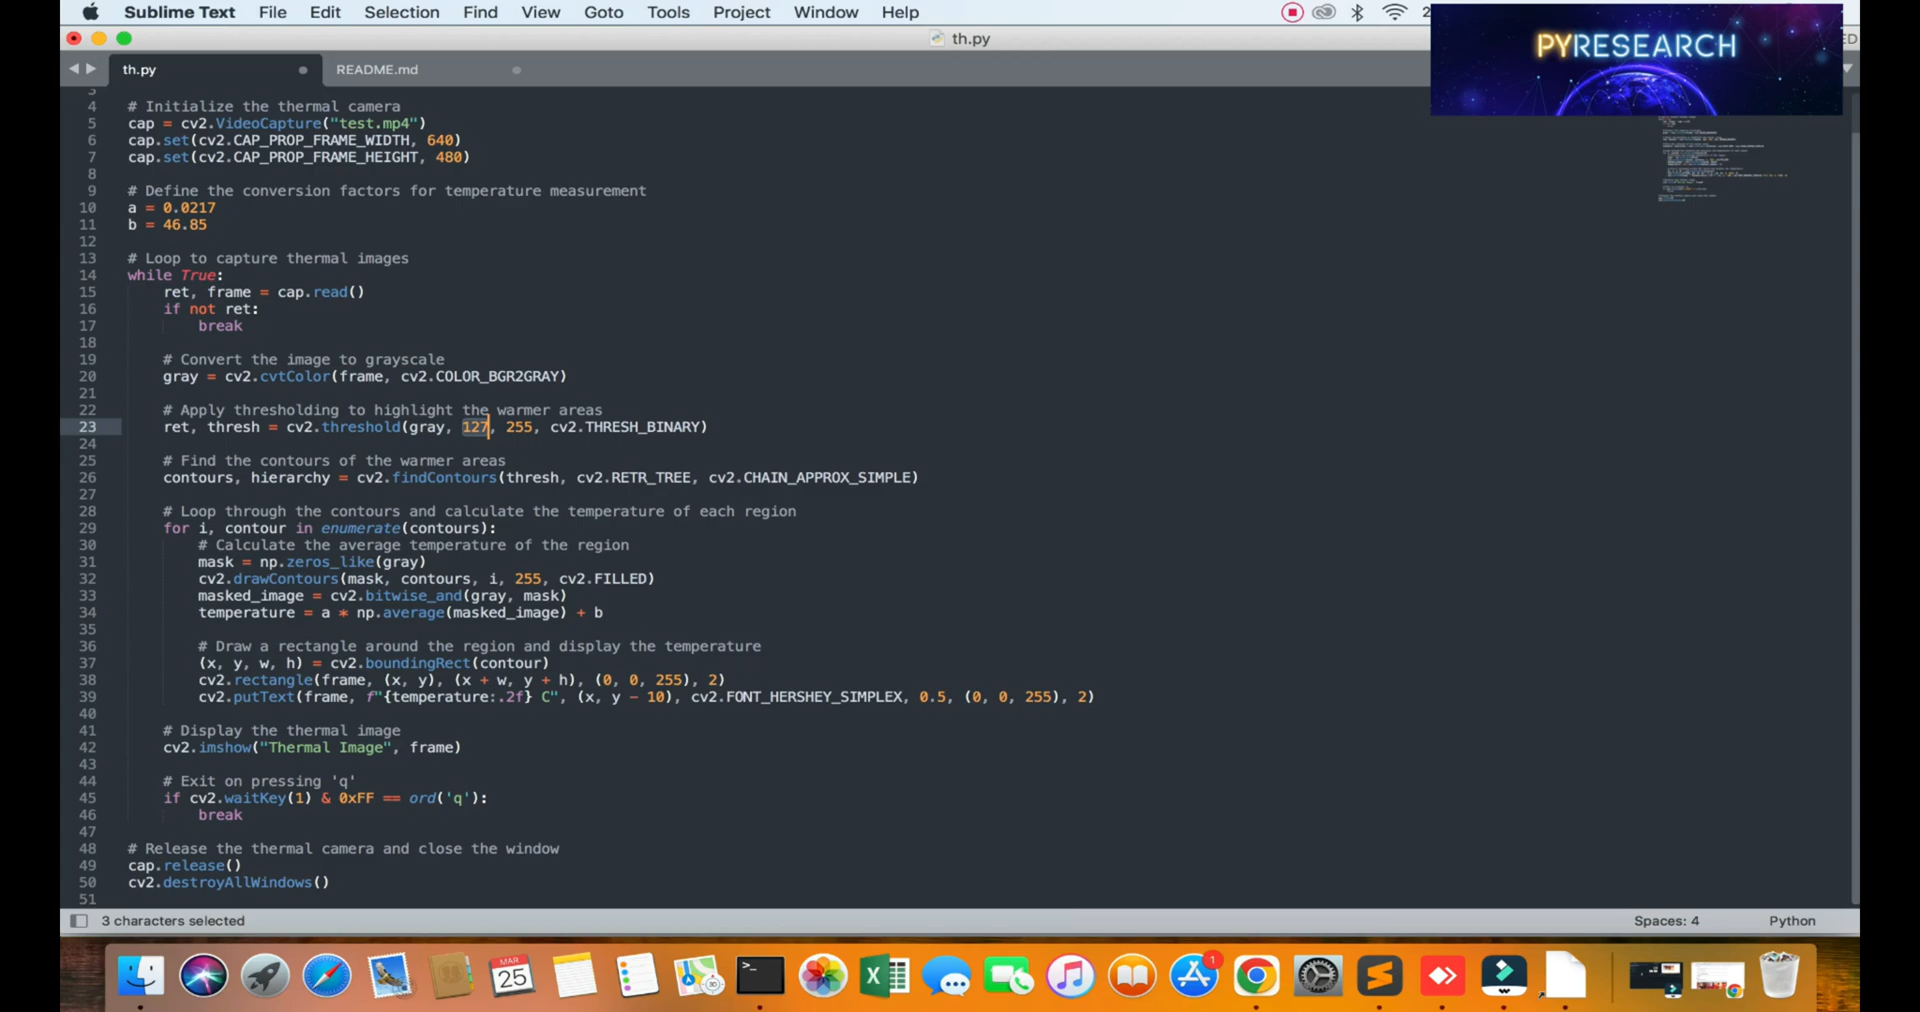 Sublime Text File Edit Selection Find View Goto Tools Project Window Help
th.py
PYRESEARCH
th.py README.md
3
4 # Initialize the thermal camera
5 cap = cv2.VideoCapture("test.mp4")
6 cap.set(cv2.CAP_PROP_FRAME_WIDTH, 640)
7 cap.set(cv2.CAP_PROP_FRAME_HEIGHT, 480)
8
9 # Define the conversion factors for temperature measurement
10 a = 0.0217
11 b = 46.85
12
13 # Loop to capture thermal images
14 while True:
15 ret, frame = cap.read()
16 if not ret:
17 break
18
19 # Convert the image to grayscale
20 gray = cv2.cvtColor(frame, cv2.COLOR_BGR2GRAY)
21
22 # Apply thresholding to highlight the warmer areas
23 ret, thresh = cv2.threshold(gray, 127, 255, cv2.THRESH_BINARY)
24
25 # Find the contours of the warmer areas
26 contours, hierarchy = cv2.findContours(thresh, cv2.RETR_TREE, cv2.CHAIN_APPROX_SIMPLE)
27
28 # Loop through the contours and calculate the temperature of each region
29 for i, contour in enumerate(contours):
30 # Calculate the average temperature of the region
31 mask = np.zeros_like(gray)
32 cv2.drawContours(mask, contours, i, 255, cv2.FILLED)
33 masked_image = cv2.bitwise_and(gray, mask)
34 temperature = a * np.average(masked_image) + b
35
36 # Draw a rectangle around the region and display the temperature
37 (x, y, w, h) = cv2.boundingRect(contour)
38 cv2.rectangle(frame, (x, y), (x + w, y + h), (0, 0, 255), 2)
39 cv2.putText(frame, f"{temperature:.2f} C", (x, y - 10), cv2.FONT_HERSHEY_SIMPLEX, 0.5, (0, 0, 255), 2)
40
41 # Display the thermal image
42 cv2.imshow("Thermal Image", frame)
43
44 # Exit on pressing 'q'
45 if cv2.waitKey(1) & 0xFF == ord('q'):
46 break
47
48 # Release the thermal camera and close the window
49 cap.release()
50 cv2.destroyAllWindows()
51
3 characters selected Spaces: 4 Python
MAR
25
1